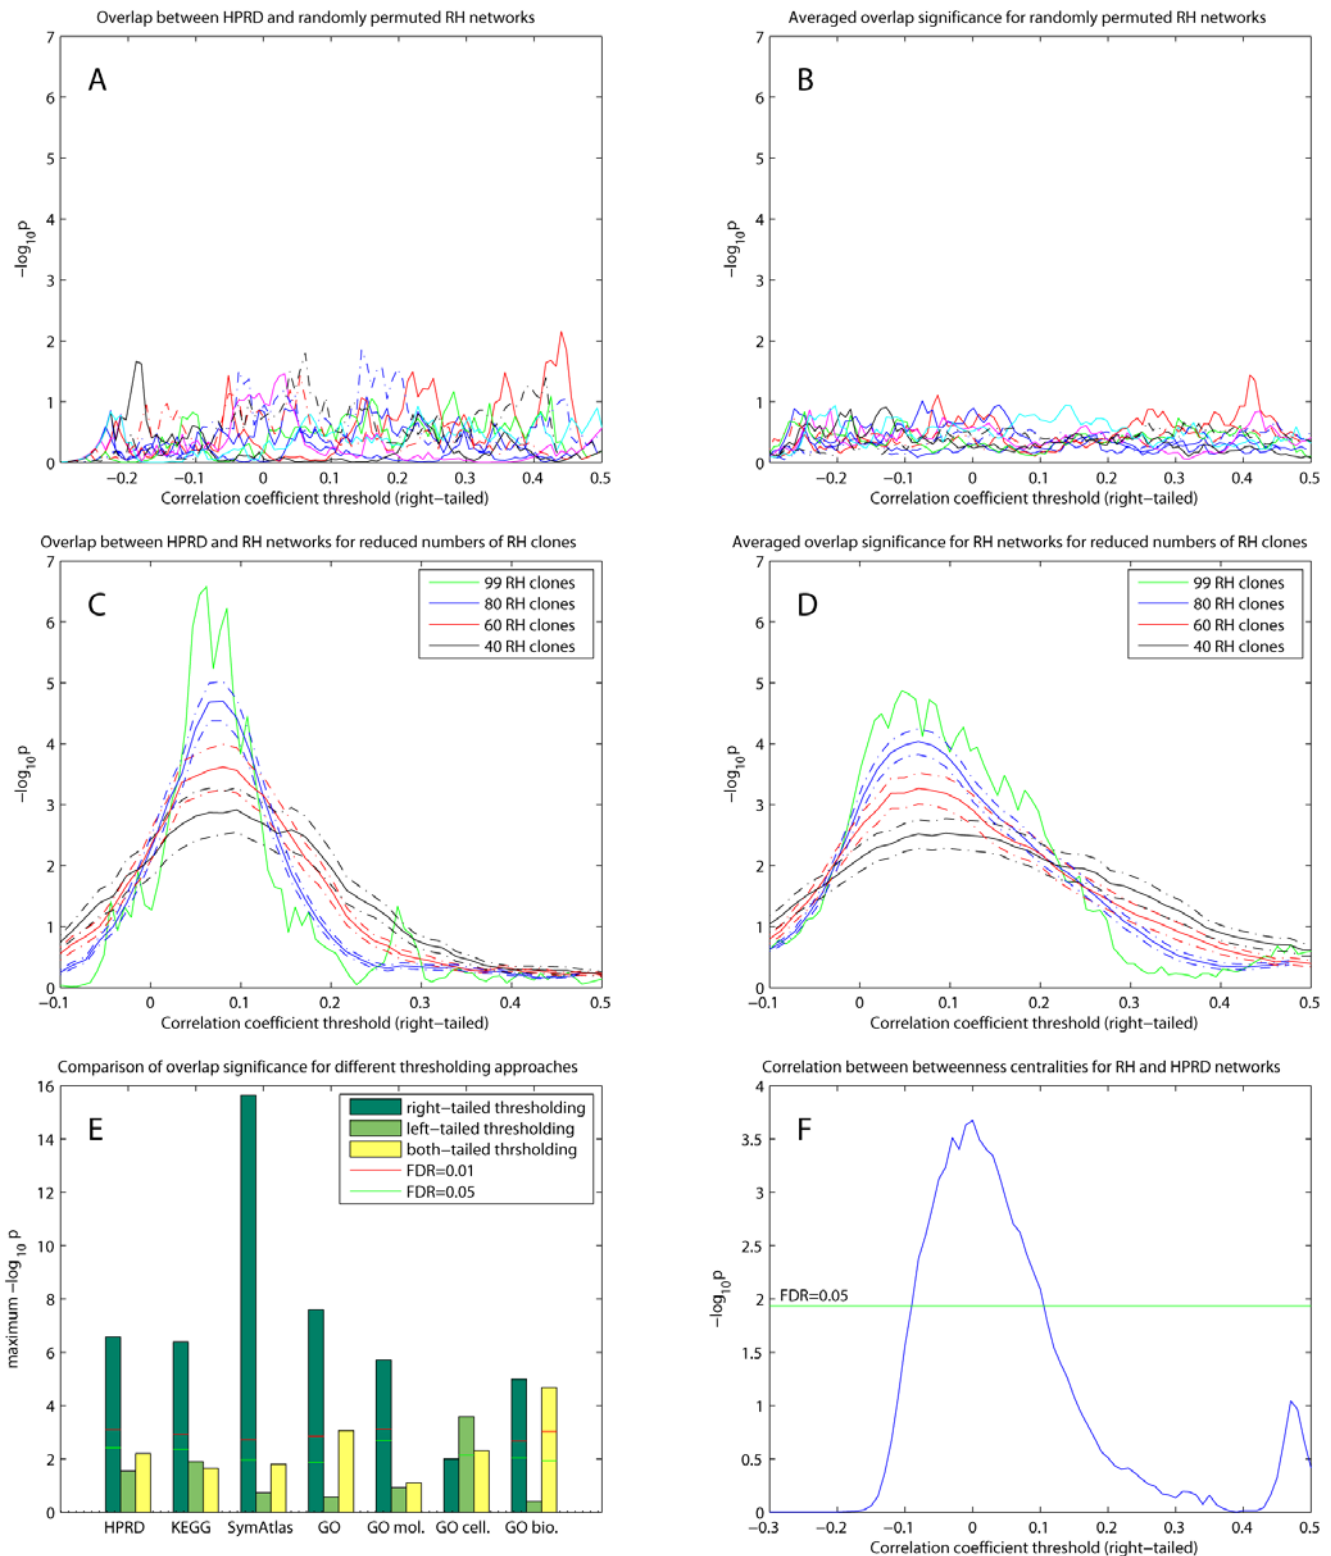 Overlap between HPRD and randomly permuted RH networks
A
7
6
5
4
3
2
1
0
−log10p
−0.2 −0.1 0 0.1 0.2 0.3 0.4 0.5
Correlation coefficient threshold (right−tailed)
Averaged overlap significance for randomly permuted RH networks
B
7
6
5
4
3
2
1
0
−log10p
−0.2 −0.1 0 0.1 0.2 0.3 0.4 0.5
Correlation coefficient threshold (right−tailed)
Overlap between HPRD and RH networks for reduced numbers of RH clones
C
99 RH clones
80 RH clones
60 RH clones
40 RH clones
7
6
5
4
3
2
1
0
−log10p
−0.1 0 0.1 0.2 0.3 0.4 0.5
Correlation coefficient threshold (right−tailed)
Averaged overlap significance for RH networks for reduced numbers of RH clones
D
99 RH clones
80 RH clones
60 RH clones
40 RH clones
7
6
5
4
3
2
1
0
−log10p
−0.1 0 0.1 0.2 0.3 0.4 0.5
Correlation coefficient threshold (right−tailed)
Comparison of overlap significance for different thresholding approaches
E
right−tailed thresholding
left−tailed thresholding
both−tailed thrsholding
FDR=0.01
FDR=0.05
16
14
12
10
8
6
4
2
0
maximum −log10 p
HPRD KEGG SymAtlas GO GO mol. GO cell. GO bio.
Correlation between betweenness centralities for RH and HPRD networks
F
4
3.5
3
2.5
2
1.5
1
0.5
0
−log10p
FDR=0.05
−0.3 −0.2 −0.1 0 0.1 0.2 0.3 0.4 0.5
Correlation coefficient threshold (right−tailed)